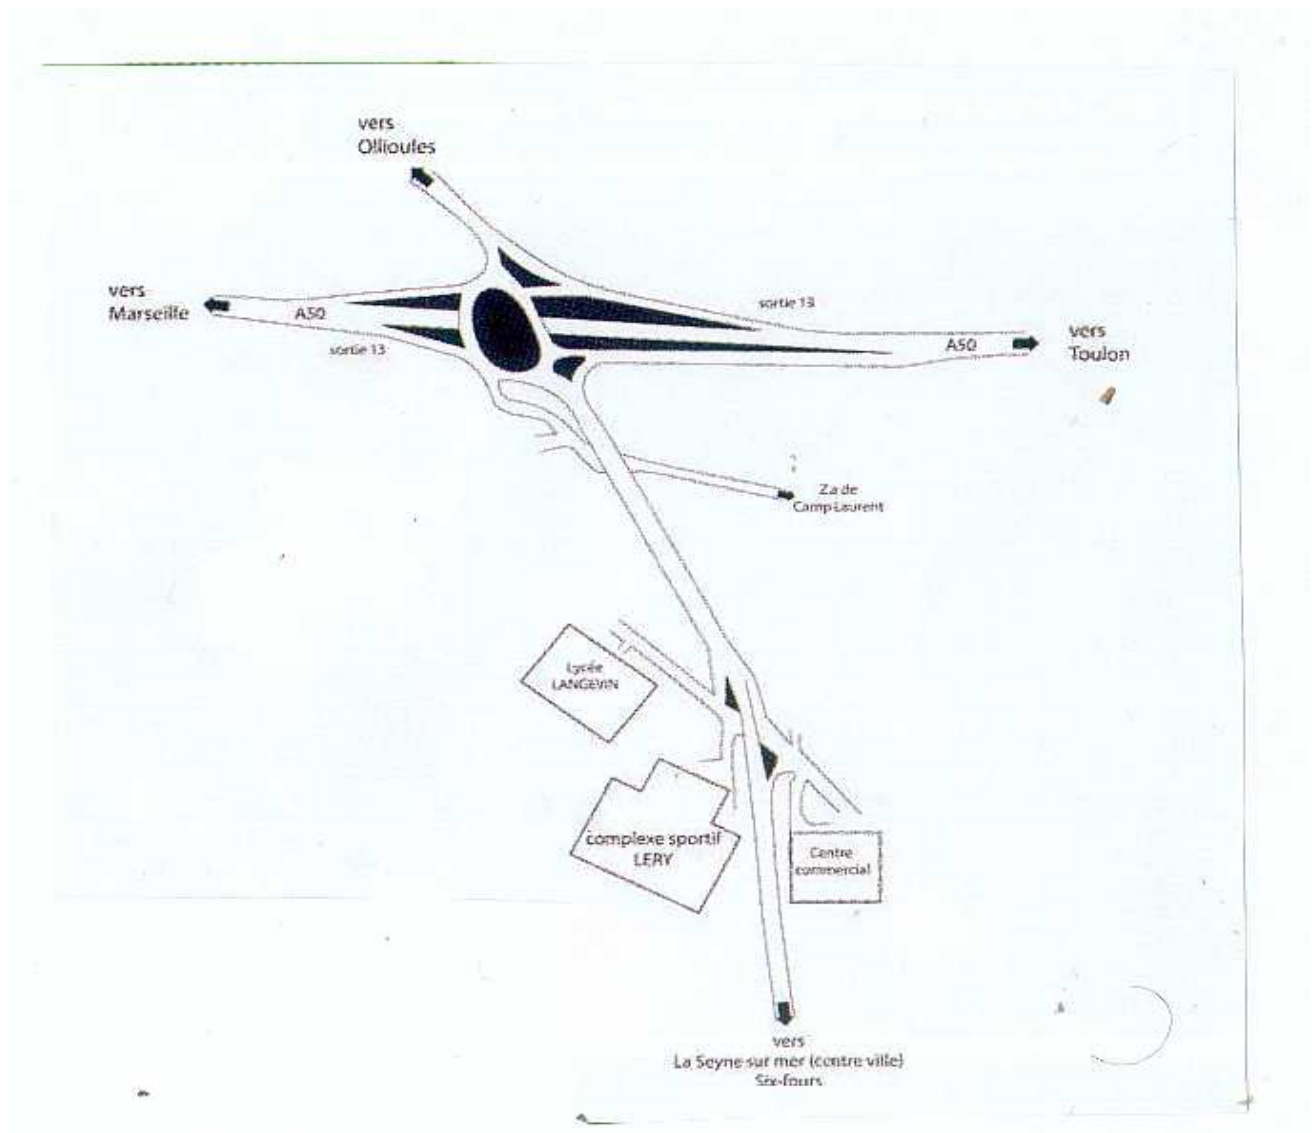 vers
Ollioules
vers
Marseille
A50
sortie 13
sortie 13
A50
vers
Toulon
Za de
Camp-Laurent
Lycée
LANGEVIN
complexe sportif
LERY
Centre
commercial
vers
La Seyne sur mer (centre ville)
Six-fours